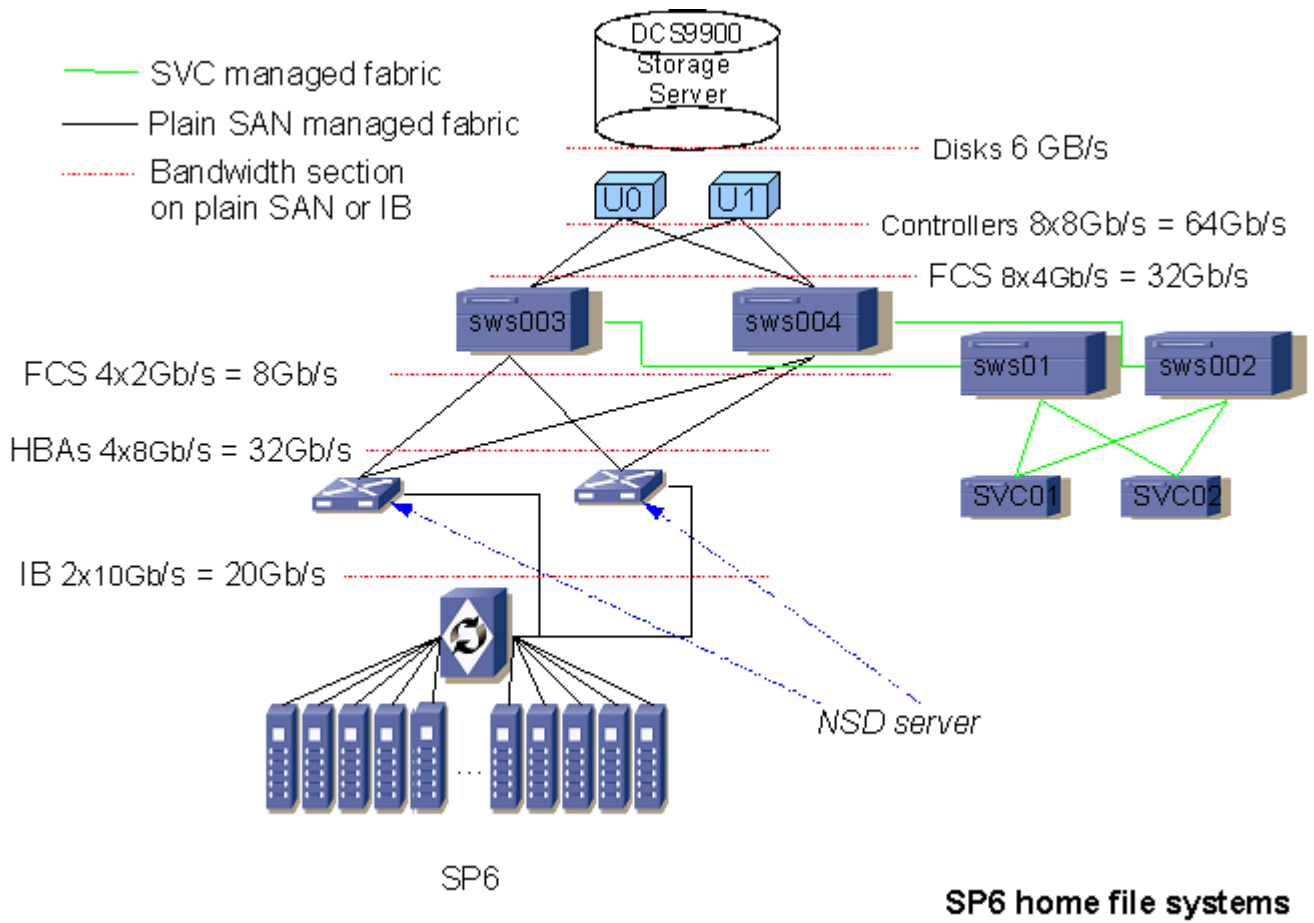 DCS9900
Storage
Server
SVC managed fabric
Plain SAN managed fabric
Bandwidth section
on plain SAN or IB
Disks 6 GB/s
U0
U1
Controllers 8x8Gb/s = 64Gb/s
FCS 8x4Gb/s = 32Gb/s
sws003
sws004
sws01
sws002
FCS 4x2Gb/s = 8Gb/s
HBAs 4x8Gb/s = 32Gb/s
SVC01
SVC02
IB 2x10Gb/s = 20Gb/s
NSD server
...
SP6
SP6 home file systems